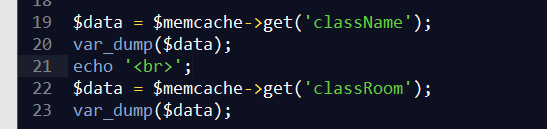 19 $data = $memcache->get('className');
20 var_dump($data);
21 echo '<br>';
22 $data = $memcache->get('classRoom');
23 var_dump($data);